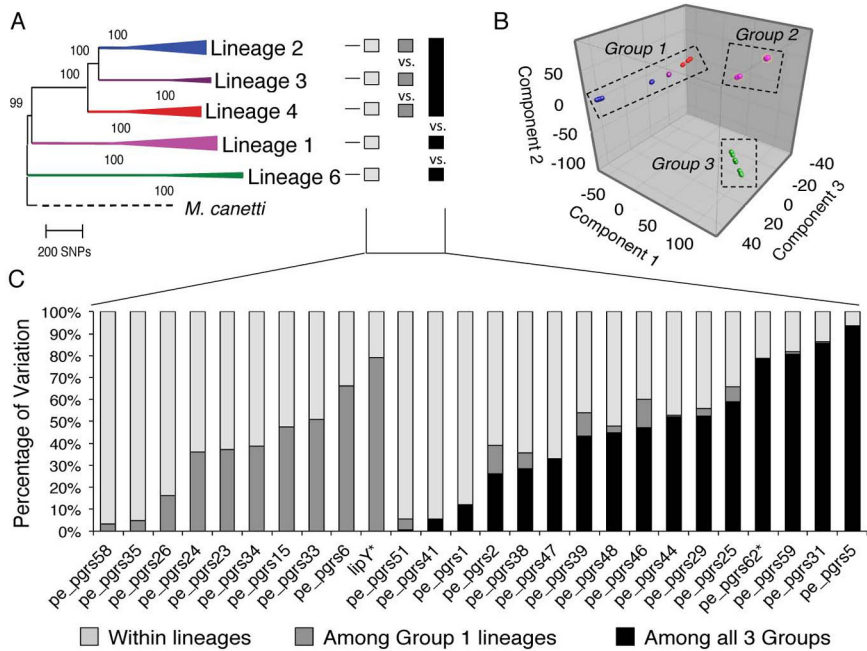 A
100
Lineage 2
100
100
Lineage 3
100
99
Lineage 4
100
Lineage 1
100
Lineage 6
100
M. canetti
200 SNPs
vs.
vs.
vs.
vs.
B
Group 1
Group 2
Group 3
Component 2
50
0
-50
-100
Component 1
-50
0
50
100
Component 3
-40
-20
0
20
40
C
Percentage of Variation
100%
90%
80%
70%
60%
50%
40%
30%
20%
10%
0%
pe_pgrs58
pe_pgrs35
pe_pgrs26
pe_pgrs24
pe_pgrs23
pe_pgrs34
pe_pgrs15
pe_pgrs33
pe_pgrs6
lipY*
pe_pgrs51
pe_pgrs41
pe_pgrs1
pe_pgrs2
pe_pgrs38
pe_pgrs47
pe_pgrs39
pe_pgrs48
pe_pgrs46
pe_pgrs44
pe_pgrs29
pe_pgrs25
pe_pgrs62*
pe_pgrs59
pe_pgrs31
pe_pgrs5
Within lineages
Among Group 1 lineages
Among all 3 Groups